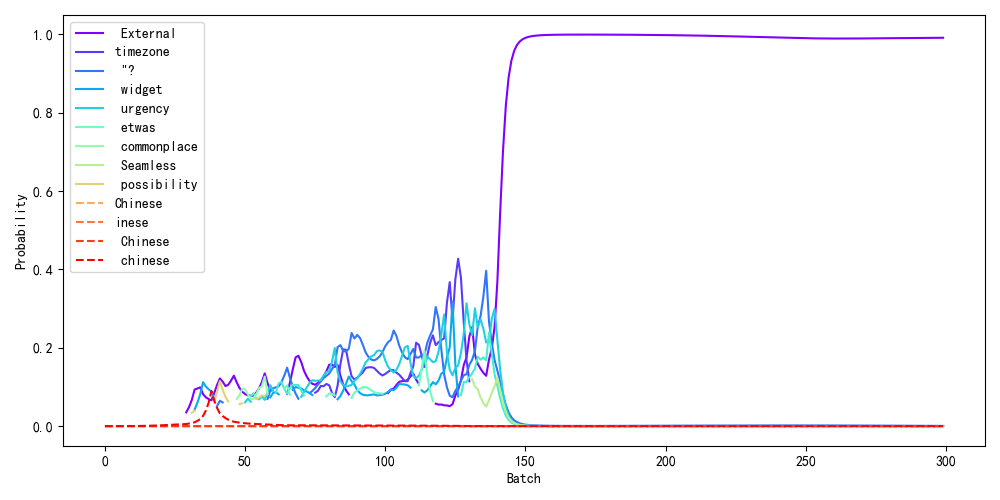 External
timezone
"?
widget
urgency
etwas
commonplace
Seamless
possibility
Chinese
inese
Chinese
chinese
1.0
0.8
0.6
0.4
0.2
0.0
Probability
0
50
100
150
200
250
300
Batch